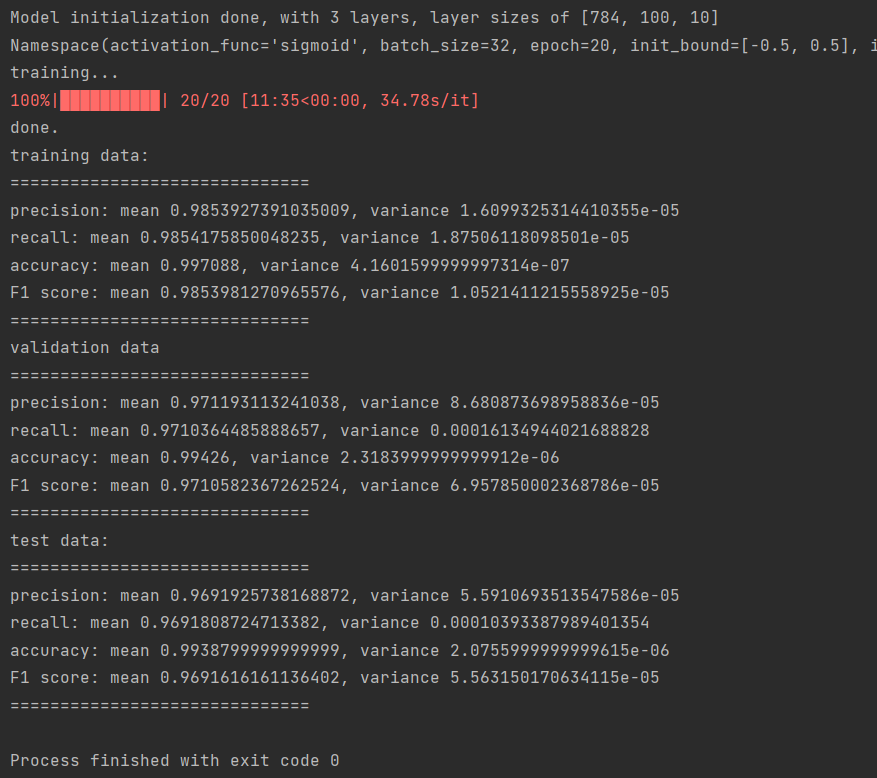 Model initialization done, with 3 layers, layer sizes of [784, 100, 10]
Namespace(activation_func='sigmoid', batch_size=32, epoch=20, init_bound=[-0.5, 0.5], i
training...
100%|██████████| 20/20 [11:35<00:00, 34.78s/it]
done.
training data:
==============================
precision: mean 0.9853927391035009, variance 1.6099325314410355e-05
recall: mean 0.9854175850048235, variance 1.87506118098501e-05
accuracy: mean 0.997088, variance 4.1601599999997314e-07
F1 score: mean 0.9853981270965576, variance 1.0521411215558925e-05
==============================
validation data
==============================
precision: mean 0.971193113241038, variance 8.680873698958836e-05
recall: mean 0.9710364485888657, variance 0.00016134944021688828
accuracy: mean 0.99426, variance 2.3183999999999912e-06
F1 score: mean 0.9710582367262524, variance 6.957850002368786e-05
==============================
test data:
==============================
precision: mean 0.9691925738168872, variance 5.5910693513547586e-05
recall: mean 0.9691808724713382, variance 0.00010393387989401354
accuracy: mean 0.9938799999999999, variance 2.0755999999999615e-06
F1 score: mean 0.9691616161136402, variance 5.563150170634115e-05
==============================
Process finished with exit code 0